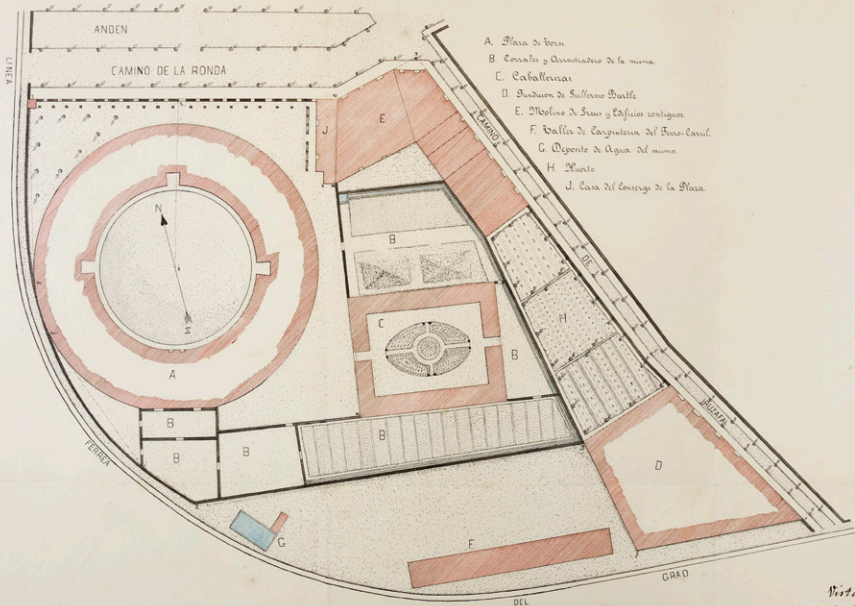 ANDEN
CAMINO DE LA RONDA
LINEA
FERREA
DEL
GRAO
CAMINO
DE
RUZAFA
A. Plaza de toros.
B. Corrales y Arrastradero de la misma.
C. Caballerizas.
D. Fundicion de Guillermo Bartle.
E. Molino de Freus y Edificios contiguos.
F. Taller de Carpinteria del Ferro-Carril.
G. Deposito de Agua del mismo.
H. Huerto.
J. Casa del Conserge de la Plaza.
J
E
B
N
S
A
C
B
H
B
B
B
B
D
G
F